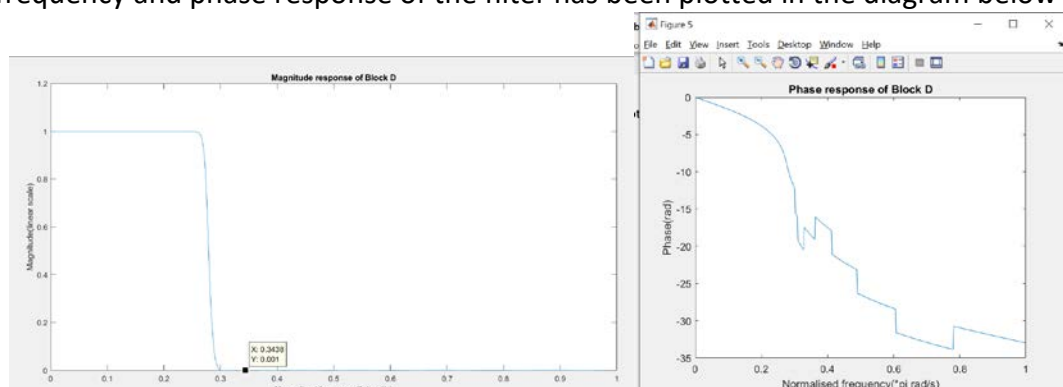 frequency and phase response of the filter has been plotted in the diagram below
Figure 5
File Edit View Insert Tools Desktop Window Help
Magnitude response of Block D
Magnitude(linear scale)
1.2
1
0.8
0.6
0.4
0.2
0
X: 0.3438
Y: 0.001
0 0.1 0.2 0.3 0.4 0.5 0.6 0.7 0.8 0.9 1
Phase response of Block D
Phase(rad)
0
-5
-10
-15
-20
-25
-30
-35
0 0.2 0.4 0.6 0.8 1
Normalised frequency(*pi rad/s)